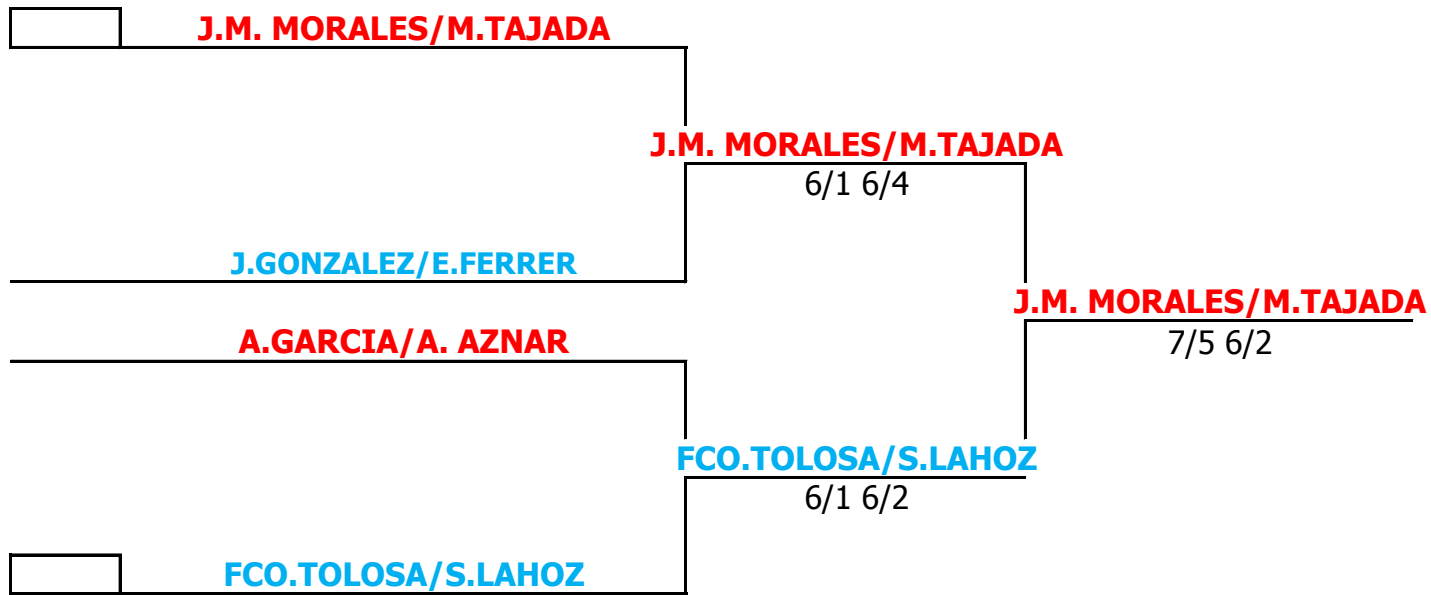 J.M. MORALES/M.TAJADA
J.M. MORALES/M.TAJADA
6/1 6/4
J.GONZALEZ/E.FERRER
J.M. MORALES/M.TAJADA
7/5 6/2
A.GARCIA/A. AZNAR
FCO.TOLOSA/S.LAHOZ
6/1 6/2
FCO.TOLOSA/S.LAHOZ